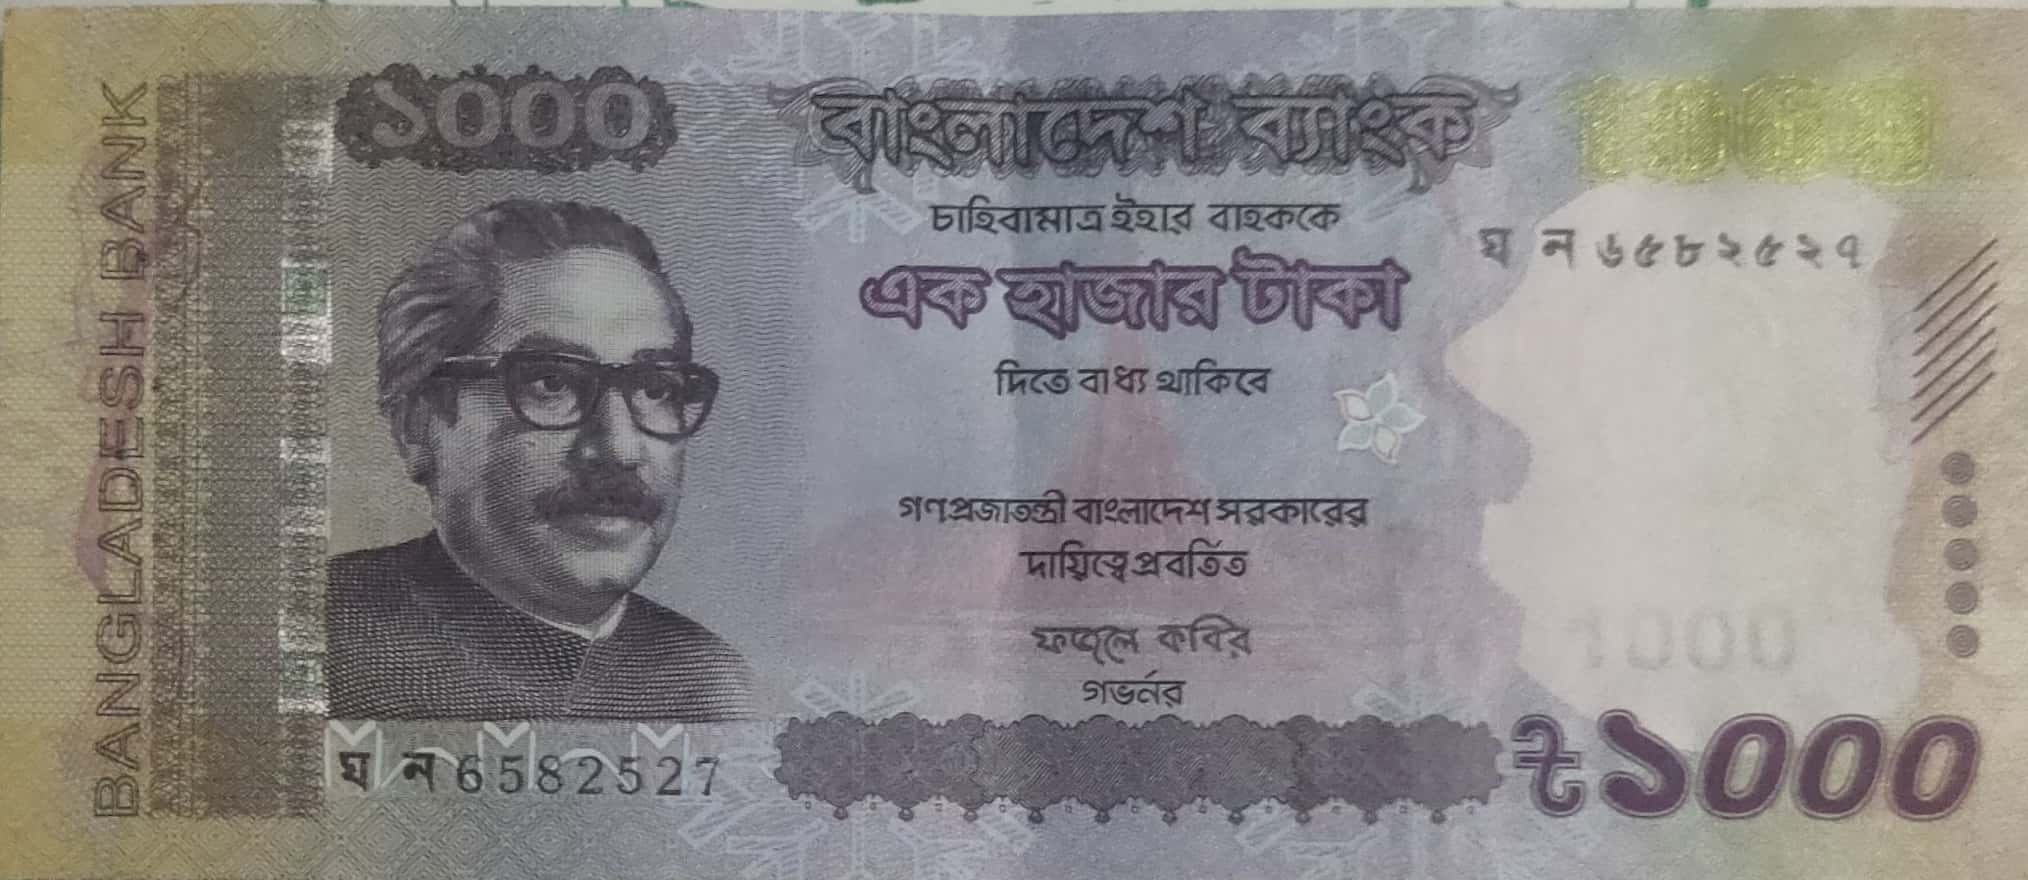 BANGLADESH BANK
১০০০
বাংলাদেশ ব্যাংক
চাহিবামাত্র ইহার বাহককে
ঘ ন ৬৫৮২৫২৭
এক হাজার টাকা
দিতে বাধ্য থাকিবে
গণপ্রজাতন্ত্রী বাংলাদেশ সরকারের
দায়িত্বে প্রবর্তিত
ফজলে কবির
গভর্নর
1000
ঘ ন 6582527
৳১০০০